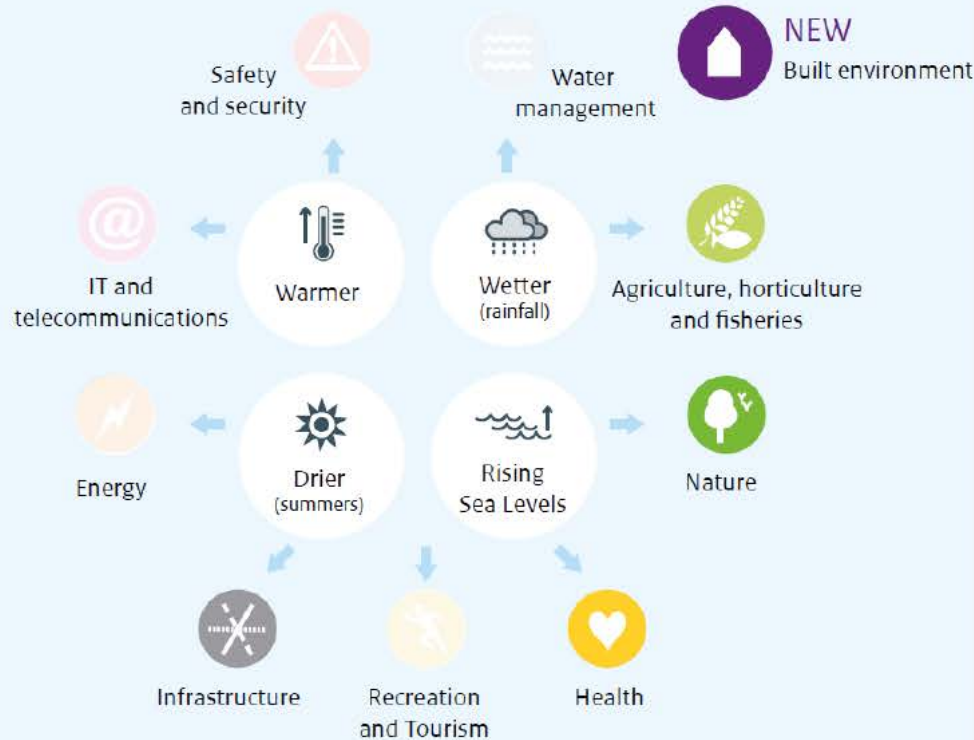 NEW
Built environment
Safety
and security
Water
management
@
IT and
telecommunications
Warmer
Wetter
(rainfall)
Agriculture, horticulture
and fisheries
Energy
Drier
(summers)
Rising
Sea Levels
Nature
Infrastructure
Recreation
and Tourism
Health